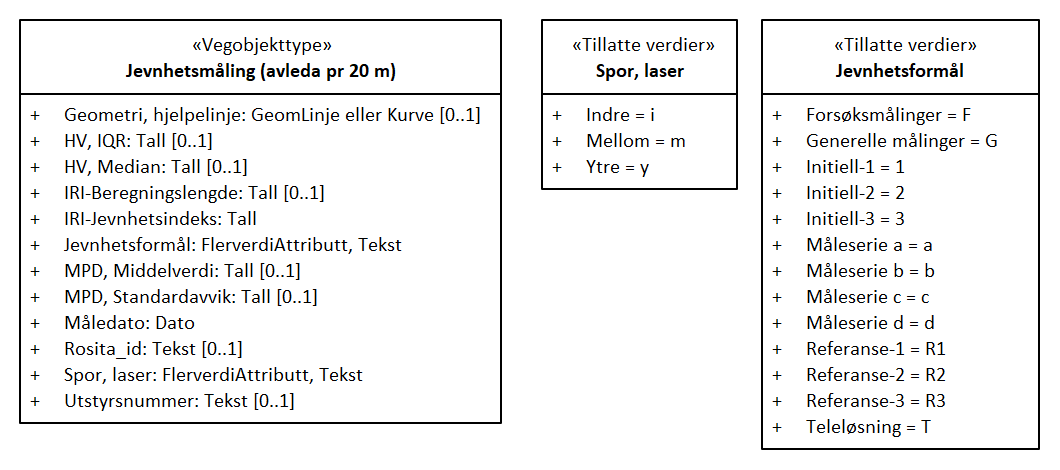 «Vegobjekttype»
Jevnhetsmåling (avleda pr 20 m)
+ Geometri, hjelpelinje: GeomLinje eller Kurve [0..1]
+ HV, IQR: Tall [0..1]
+ HV, Median: Tall [0..1]
+ IRI-Beregningslengde: Tall [0..1]
+ IRI-Jevnhetsindeks: Tall
+ Jevnhetsformål: FlerverdiAttributt, Tekst
+ MPD, Middelverdi: Tall [0..1]
+ MPD, Standardavvik: Tall [0..1]
+ Måledato: Dato
+ Rosita_id: Tekst [0..1]
+ Spor, laser: FlerverdiAttributt, Tekst
+ Utstyrsnummer: Tekst [0..1]
«Tillatte verdier»
Spor, laser
+ Indre = i
+ Mellom = m
+ Ytre = y
«Tillatte verdier»
Jevnhetsformål
+ Forsøksmålinger = F
+ Generelle målinger = G
+ Initiell-1 = 1
+ Initiell-2 = 2
+ Initiell-3 = 3
+ Måleserie a = a
+ Måleserie b = b
+ Måleserie c = c
+ Måleserie d = d
+ Referanse-1 = R1
+ Referanse-2 = R2
+ Referanse-3 = R3
+ Teleløsning = T